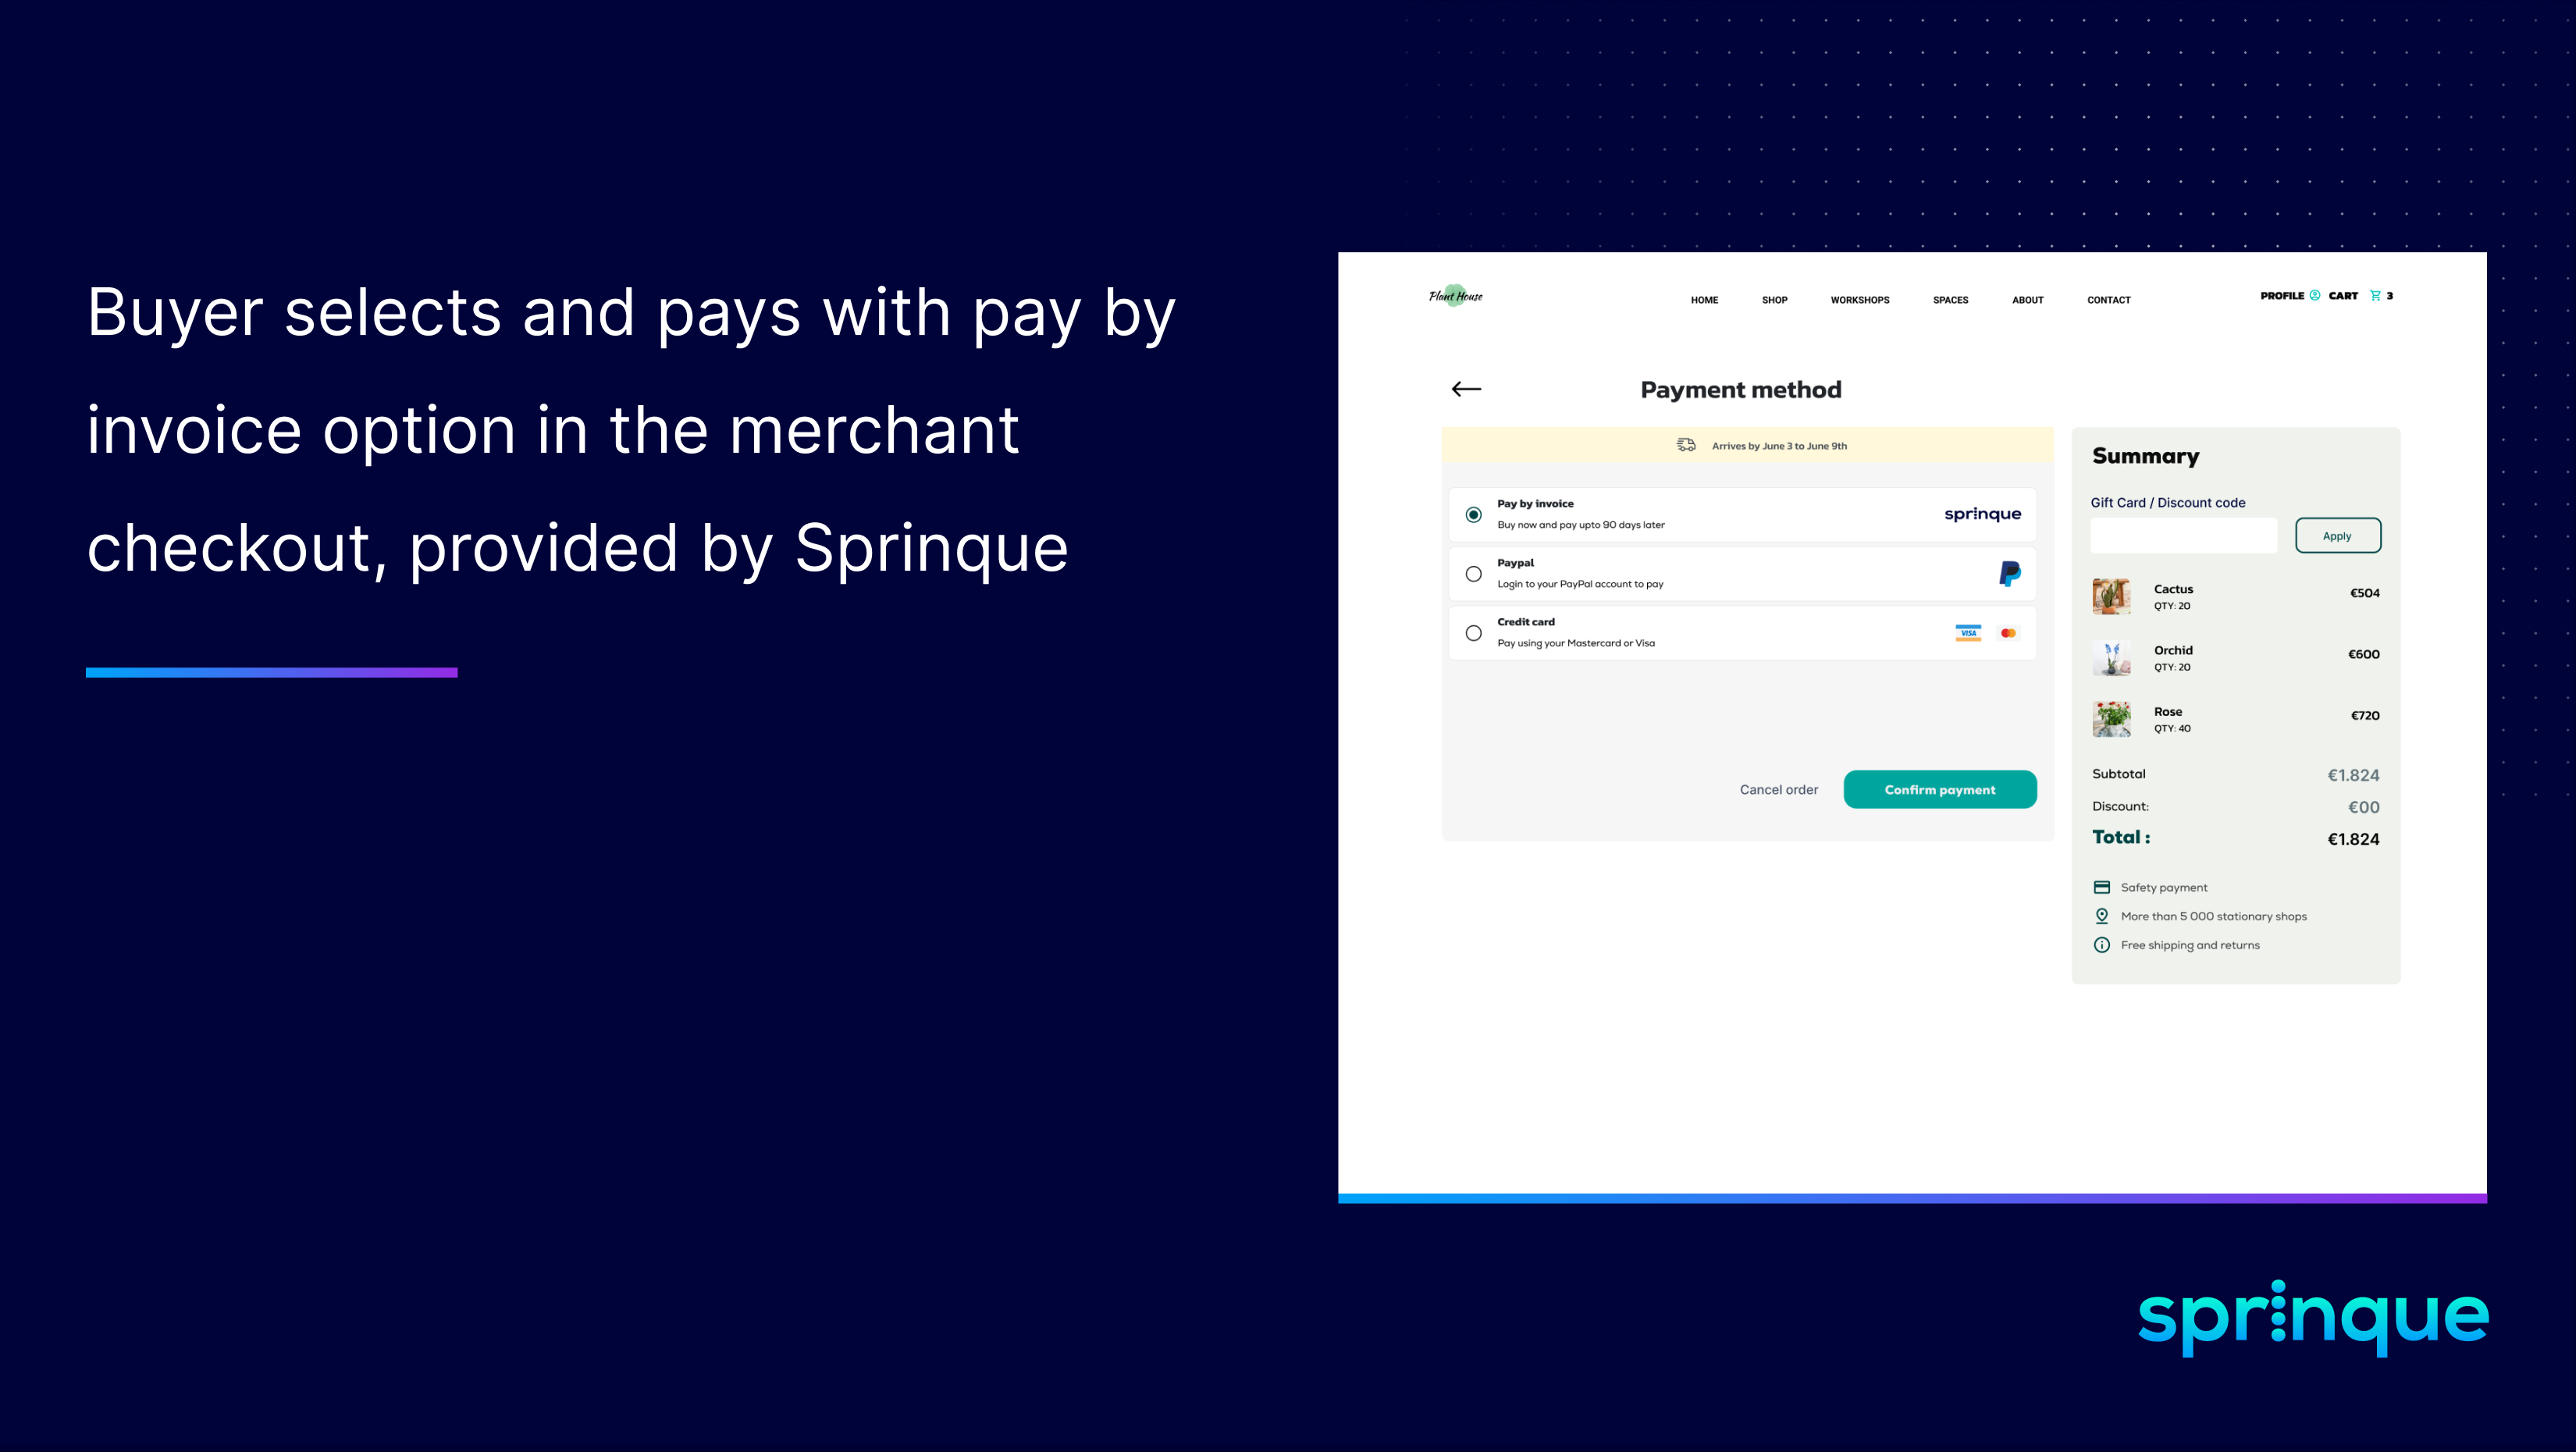 Buyer selects and pays with pay by
invoice option in the merchant
checkout, provided by Sprinque
Plant House
HOME SHOP WORKSHOPS SPACES ABOUT CONTACT
PROFILE CART 3
Payment method
Arrives by June 3 to June 9th
Pay by invoice
Buy now and pay upto 90 days later
sprinque
Paypal
Login to your PayPal account to pay
Credit card
Pay using your Mastercard or Visa
VISA
Cancel order
Confirm payment
Summary
Gift Card / Discount code
Apply
Cactus
QTY: 20
€504
Orchid
QTY: 20
€600
Rose
QTY: 40
€720
Subtotal €1.824
Discount: €00
Total : €1.824
Safety payment
More than 5 000 stationary shops
Free shipping and returns
sprinque